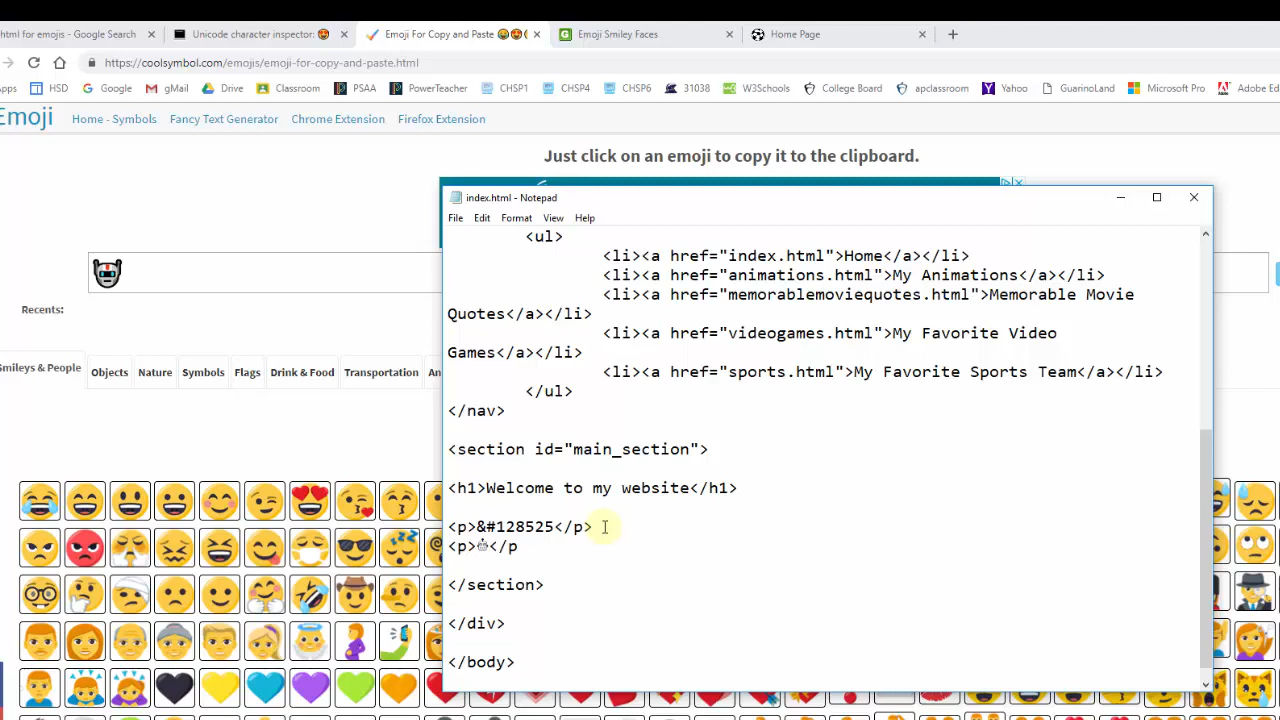 html for emojis - Google Search
Unicode character inspector: 😍
Emoji For Copy and Paste 😂😍
Emoji Smiley Faces
Home Page
https://coolsymbol.com/emojis/emoji-for-copy-and-paste.html
Apps HSD Google gMail Drive Classroom PSAA PowerTeacher CHSP4 CHSP6 31038 W3Schools College Board apclassroom Yahoo GuarinoLand Microsoft Pro Adobe Ed
Emoji Home - Symbols Fancy Text Generator Chrome Extension Firefox Extension
Just click on an emoji to copy it to the clipboard.
Recents:
Smileys & People Objects Nature Symbols Flags Drink & Food Transportation An
index.html - Notepad
File Edit Format View Help
<ul>
<li><a href="index.html">Home</a></li>
<li><a href="animations.html">My Animations</a></li>
<li><a href="memorablemoviequotes.html">Memorable Movie
Quotes</a></li>
<li><a href="videogames.html">My Favorite Video
Games</a></li>
<li><a href="sports.html">My Favorite Sports Team</a></li>
</ul>
</nav>
<section id="main_section">
<h1>Welcome to my website</h1>
<p>&#128525</p>
<p>🤖</p
</section>
</div>
</body>